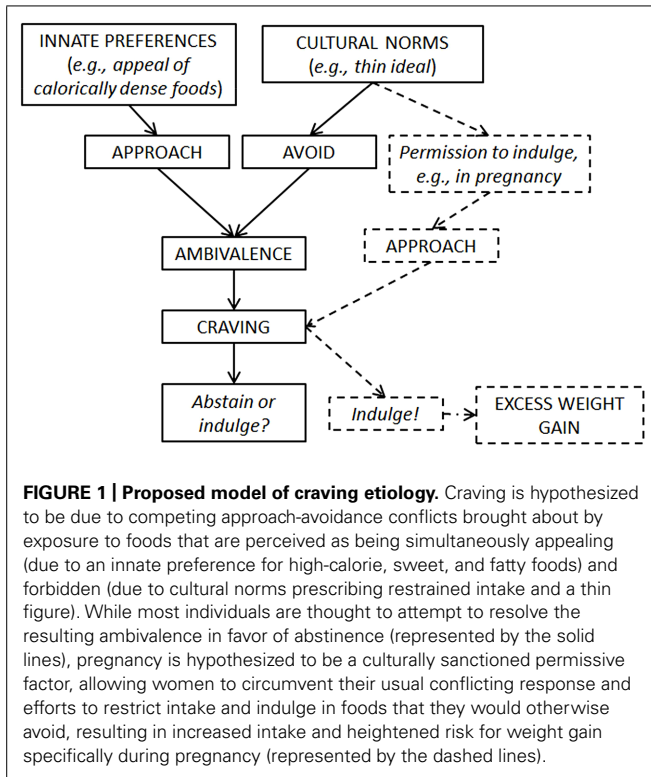 INNATE PREFERENCES
(e.g., appeal of
calorically dense foods)
CULTURAL NORMS
(e.g., thin ideal)
APPROACH
AVOID
Permission to indulge,
e.g., in pregnancy
AMBIVALENCE
APPROACH
CRAVING
Abstain or
indulge?
Indulge!
EXCESS WEIGHT
GAIN
FIGURE 1 | Proposed model of craving etiology. Craving is hypothesized
to be due to competing approach-avoidance conflicts brought about by
exposure to foods that are perceived as being simultaneously appealing
(due to an innate preference for high-calorie, sweet, and fatty foods) and
forbidden (due to cultural norms prescribing restrained intake and a thin
figure). While most individuals are thought to attempt to resolve the
resulting ambivalence in favor of abstinence (represented by the solid
lines), pregnancy is hypothesized to be a culturally sanctioned permissive
factor, allowing women to circumvent their usual conflicting response and
efforts to restrict intake and indulge in foods that they would otherwise
avoid, resulting in increased intake and heightened risk for weight gain
specifically during pregnancy (represented by the dashed lines).